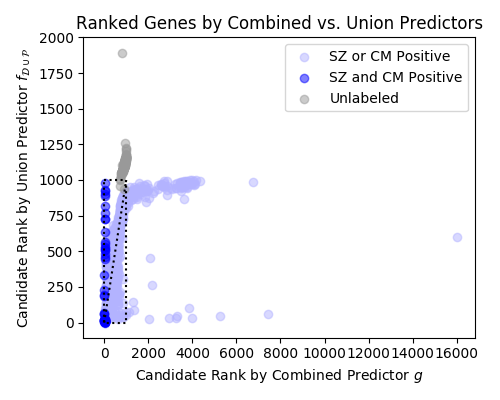 Ranked Genes by Combined vs. Union Predictors
Candidate Rank by Union Predictor f_{𝒟∪𝒫}
2000
1750
1500
1250
1000
750
500
250
0
SZ or CM Positive
SZ and CM Positive
Unlabeled
0 2000 4000 6000 8000 10000 12000 14000 16000
Candidate Rank by Combined Predictor g